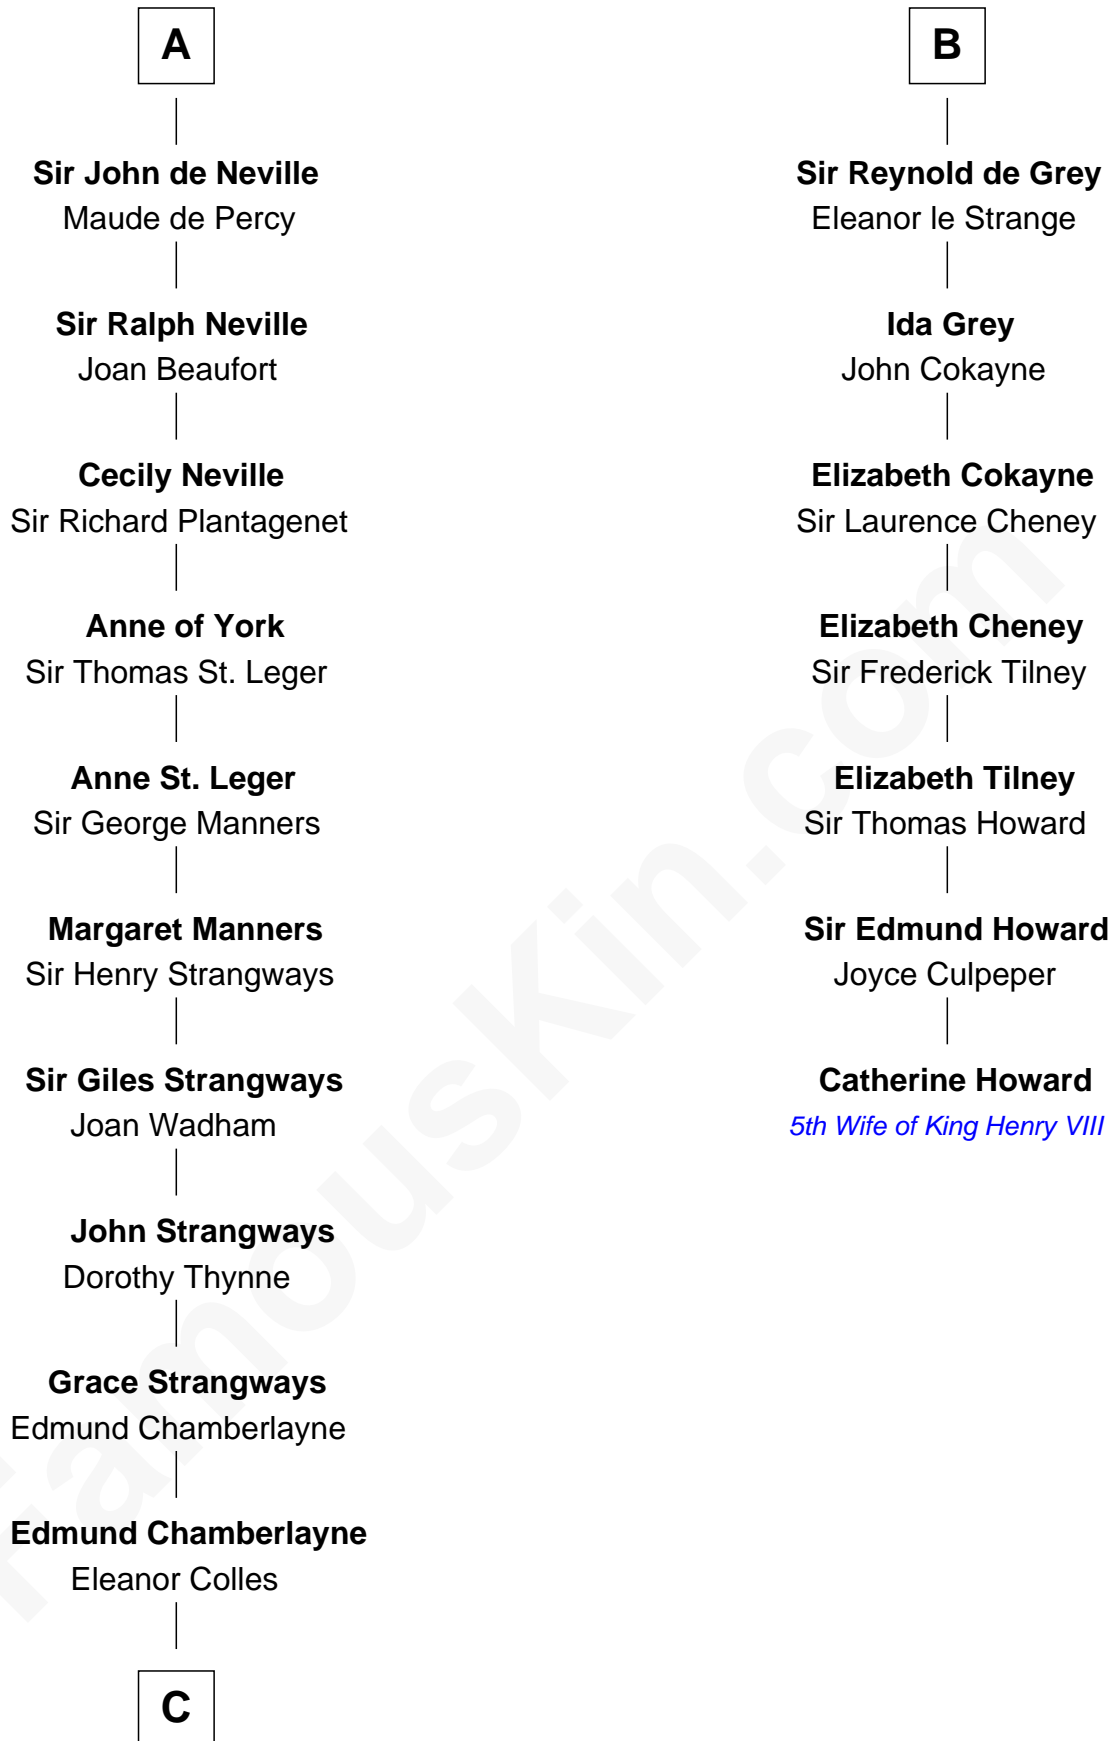 A
Sir John de Neville
Maude de Percy
Sir Ralph Neville
Joan Beaufort
Cecily Neville
Sir Richard Plantagenet
Anne of York
Sir Thomas St. Leger
Anne St. Leger
Sir George Manners
Margaret Manners
Sir Henry Strangways
Sir Giles Strangways
Joan Wadham
John Strangways
Dorothy Thynne
Grace Strangways
Edmund Chamberlayne
Edmund Chamberlayne
Eleanor Colles
C
B
Sir Reynold de Grey
Eleanor le Strange
Ida Grey
John Cokayne
Elizabeth Cokayne
Sir Laurence Cheney
Elizabeth Cheney
Sir Frederick Tilney
Elizabeth Tilney
Sir Thomas Howard
Sir Edmund Howard
Joyce Culpeper
Catherine Howard
5th Wife of King Henry VIII
FamousKin.com